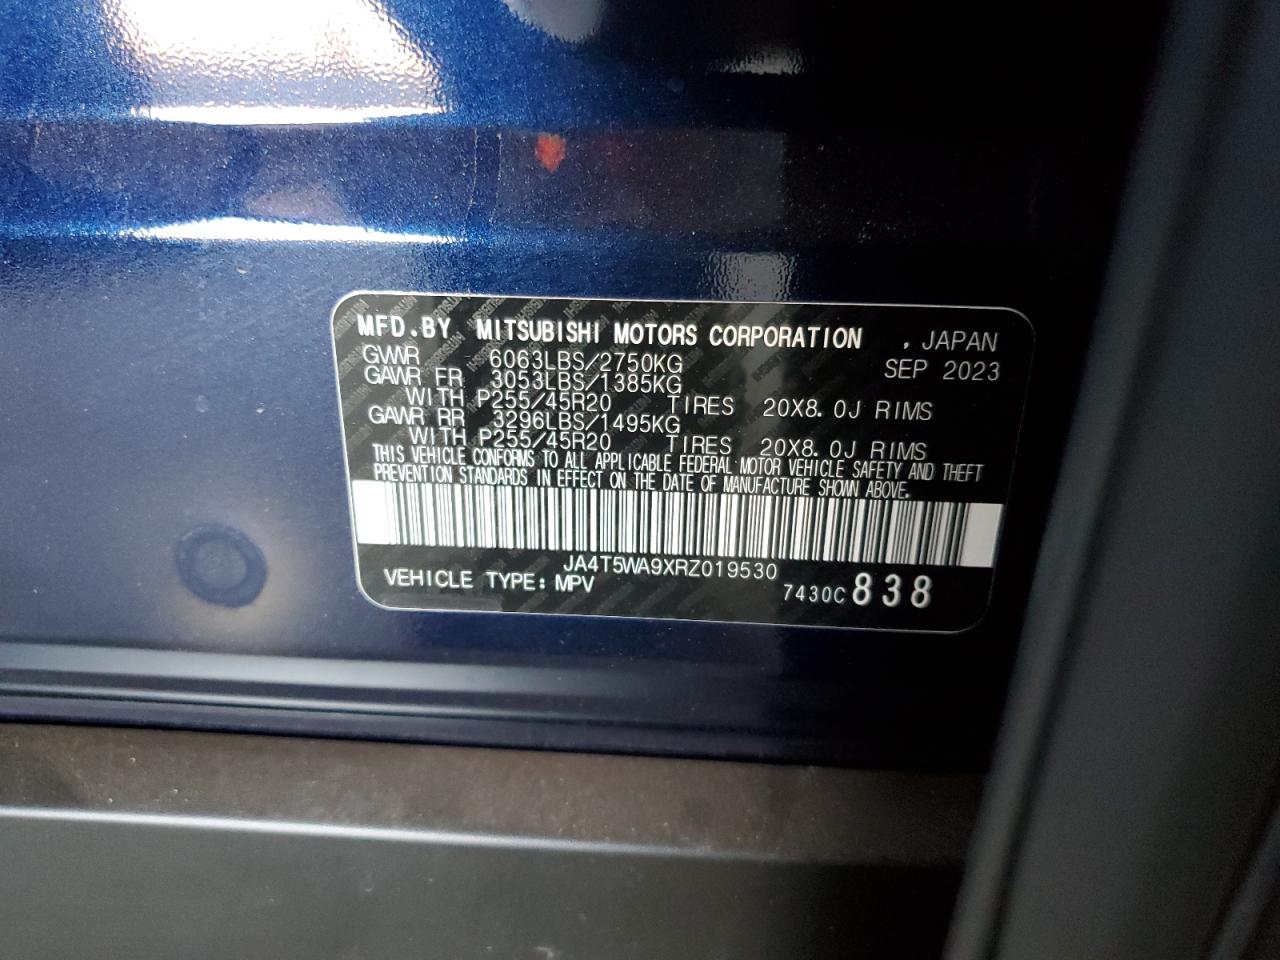 MFD.BY MITSUBISHI MOTORS CORPORATION , JAPAN
GVWR 6063LBS/2750KG SEP 2023
GAWR FR 3053LBS/1385KG
WITH P255/45R20 TIRES 20X8.0J RIMS
GAWR RR 3296LBS/1495KG
WITH P255/45R20 TIRES 20X8.0J RIMS
THIS VEHICLE CONFORMS TO ALL APPLICABLE FEDERAL MOTOR VEHICLE SAFETY AND THEFT
PREVENTION STANDARDS IN EFFECT ON THE DATE OF MANUFACTURE SHOWN ABOVE.
JA4T5WA9XRZ019530
VEHICLE TYPE: MPV 7430C 838